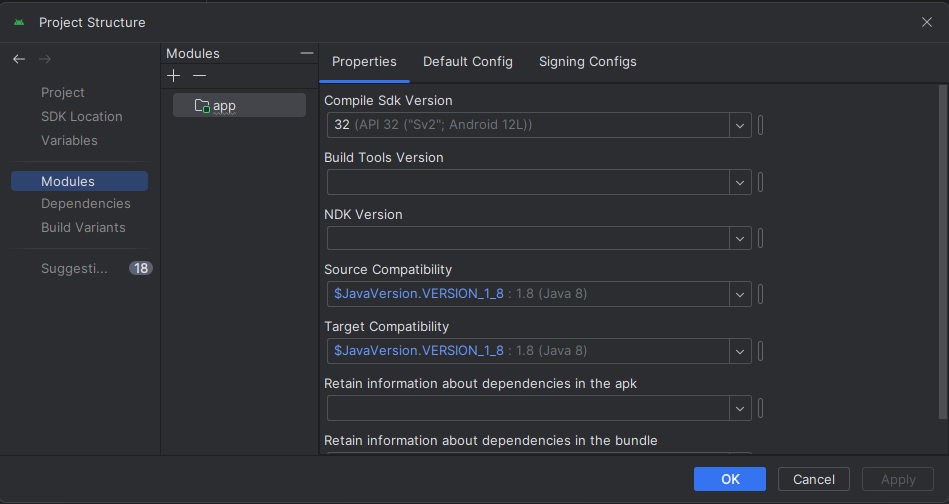 Project Structure
Project
SDK Location
Variables
Modules
Dependencies
Build Variants
Suggesti... 18
Modules
app
Properties Default Config Signing Configs
Compile Sdk Version
32 (API 32 ("Sv2"; Android 12L))
Build Tools Version
NDK Version
Source Compatibility
$JavaVersion.VERSION_1_8 : 1.8 (Java 8)
Target Compatibility
$JavaVersion.VERSION_1_8 : 1.8 (Java 8)
Retain information about dependencies in the apk
Retain information about dependencies in the bundle
OK Cancel Apply